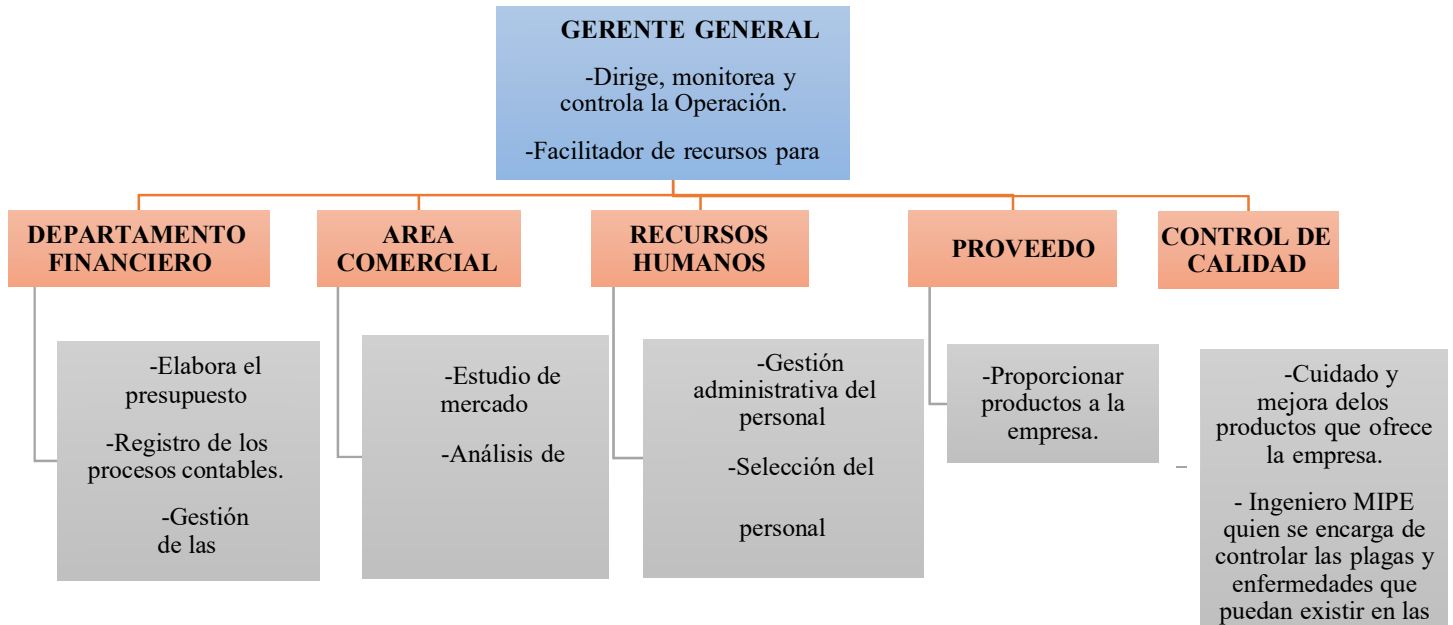 GERENTE GENERAL
-Dirige, monitorea y
controla la Operación.
-Facilitador de recursos para
DEPARTAMENTO
FINANCIERO
AREA
COMERCIAL
RECURSOS
HUMANOS
PROVEEDO
CONTROL DE
CALIDAD
-Elabora el
presupuesto
-Registro de los
procesos contables.
-Gestión
de las
-Estudio de
mercado
-Análisis de
-Gestión
administrativa del
personal
-Selección del
personal
-Proporcionar
productos a la
empresa.
-Cuidado y
mejora delos
productos que ofrece
la empresa.
- Ingeniero MIPE
quien se encarga de
controlar las plagas y
enfermedades que
puedan existir en las